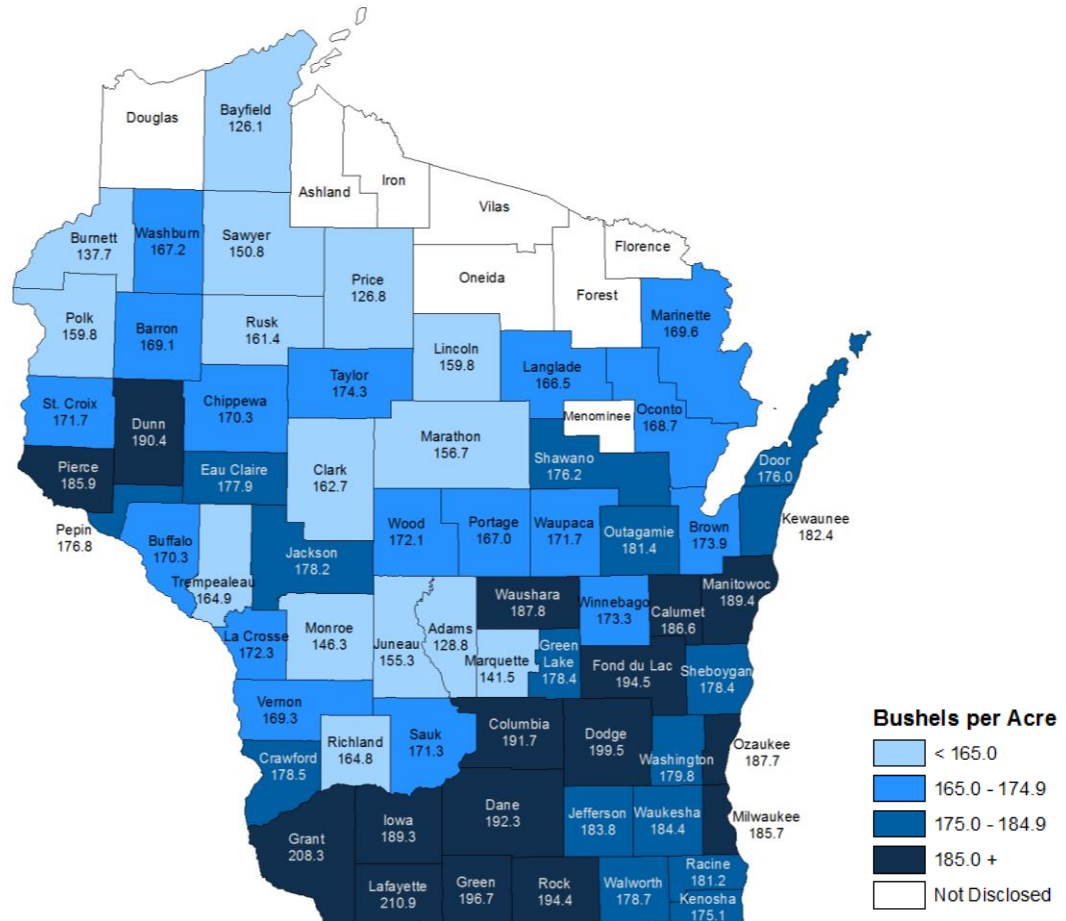 Douglas
Bayfield
126.1
Ashland
Iron
Vilas
Florence
Burnett
137.7
Washburn
167.2
Sawyer
150.8
Price
126.8
Oneida
Forest
Marinette
169.6
Polk
159.8
Barron
169.1
Rusk
161.4
Lincoln
159.8
Langlade
166.5
Taylor
174.3
St. Croix
171.7
Dunn
190.4
Chippewa
170.3
Menominee
Oconto
168.7
Marathon
156.7
Pierce
185.9
Eau Claire
177.9
Clark
162.7
Shawano
176.2
Door
176.0
Pepin
176.8
Buffalo
170.3
Wood
172.1
Portage
167.0
Waupaca
171.7
Outagamie
181.4
Brown
173.9
Kewaunee
182.4
Jackson
178.2
Trempealeau
164.9
Waushara
187.8
Winnebago
173.3
Calumet
186.6
Manitowoc
189.4
La Crosse
172.3
Monroe
146.3
Juneau
155.3
Adams
128.8
Marquette
141.5
Green
Lake
178.4
Fond du Lac
194.5
Sheboygan
178.4
Vernon
169.3
Richland
164.8
Sauk
171.3
Columbia
191.7
Dodge
199.5
Washington
179.8
Ozaukee
187.7
Crawford
178.5
Grant
208.3
Iowa
189.3
Dane
192.3
Jefferson
183.8
Waukesha
184.4
Milwaukee
185.7
Lafayette
210.9
Green
196.7
Rock
194.4
Walworth
178.7
Racine
181.2
Kenosha
175.1
Bushels per Acre
< 165.0
165.0 - 174.9
175.0 - 184.9
185.0 +
Not Disclosed